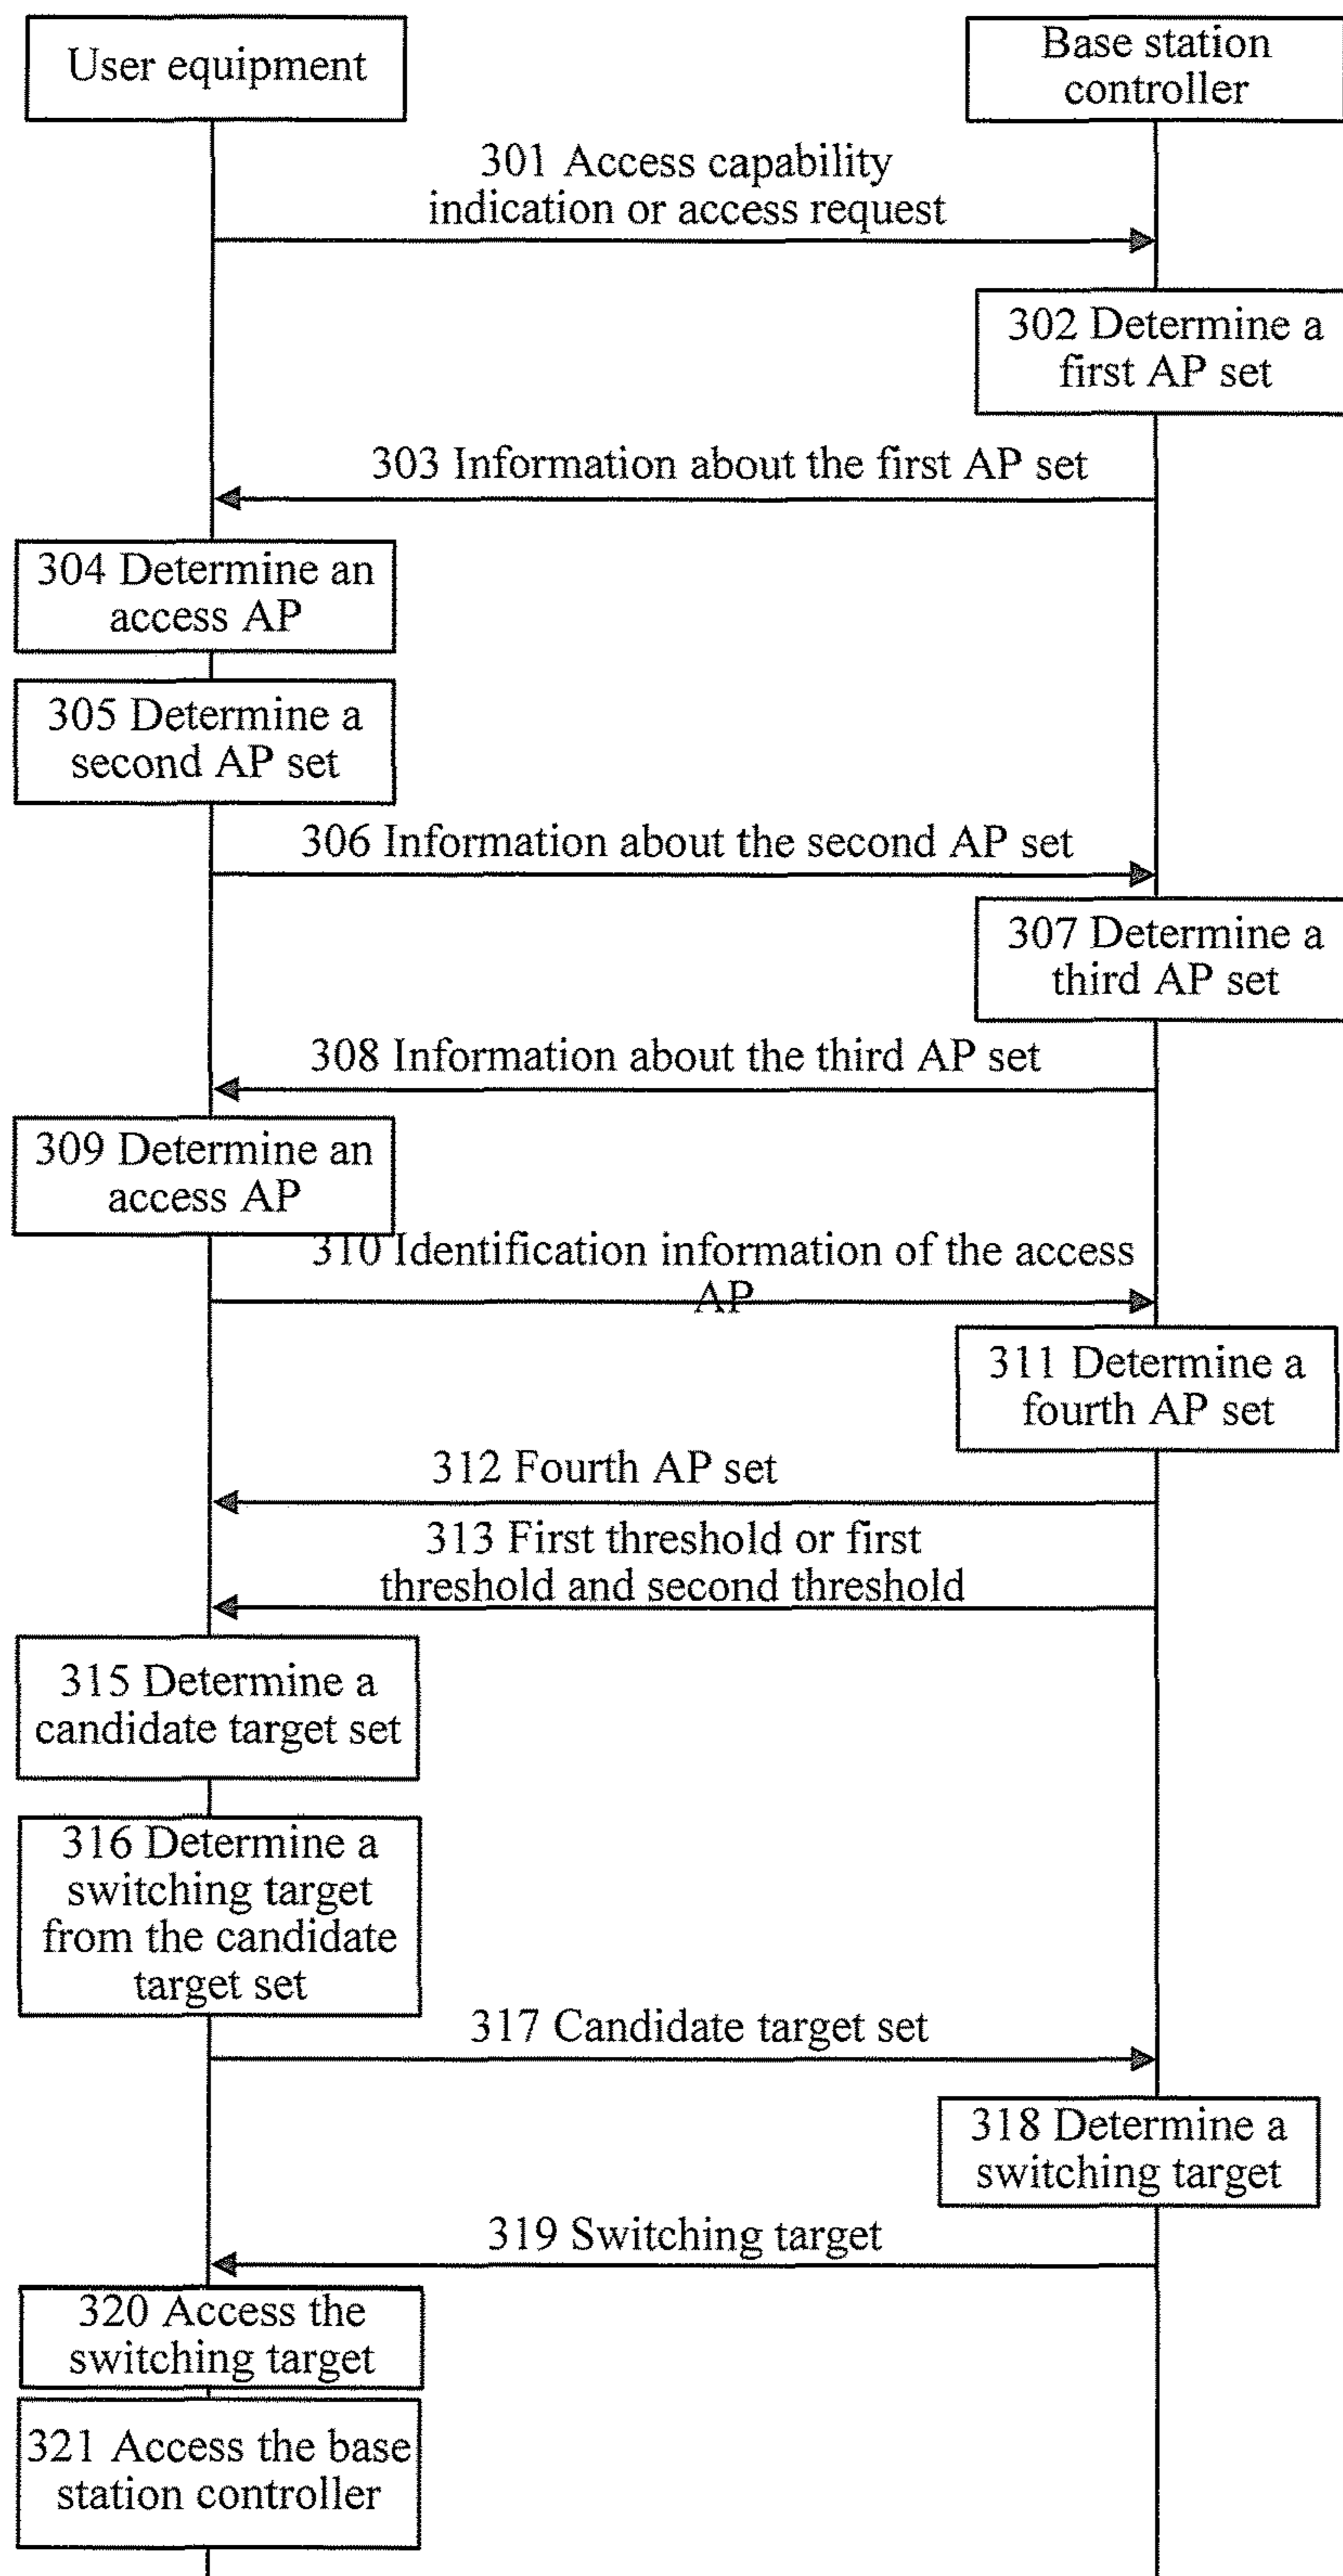 User equipment
Base station
controller
301 Access capability
indication or access request
302 Determine a
first AP set
303 Information about the first AP set
304 Determine an
access AP
305 Determine a
second AP set
306 Information about the second AP set
307 Determine a
third AP set
308 Information about the third AP set
309 Determine an
access AP
310 Identification information of the access
AP
311 Determine a
fourth AP set
312 Fourth AP set
313 First threshold or first
threshold and second threshold
315 Determine a
candidate target set
316 Determine a
switching target
from the candidate
target set
317 Candidate target set
318 Determine a
switching target
319 Switching target
320 Access the
switching target
321 Access the base
station controller